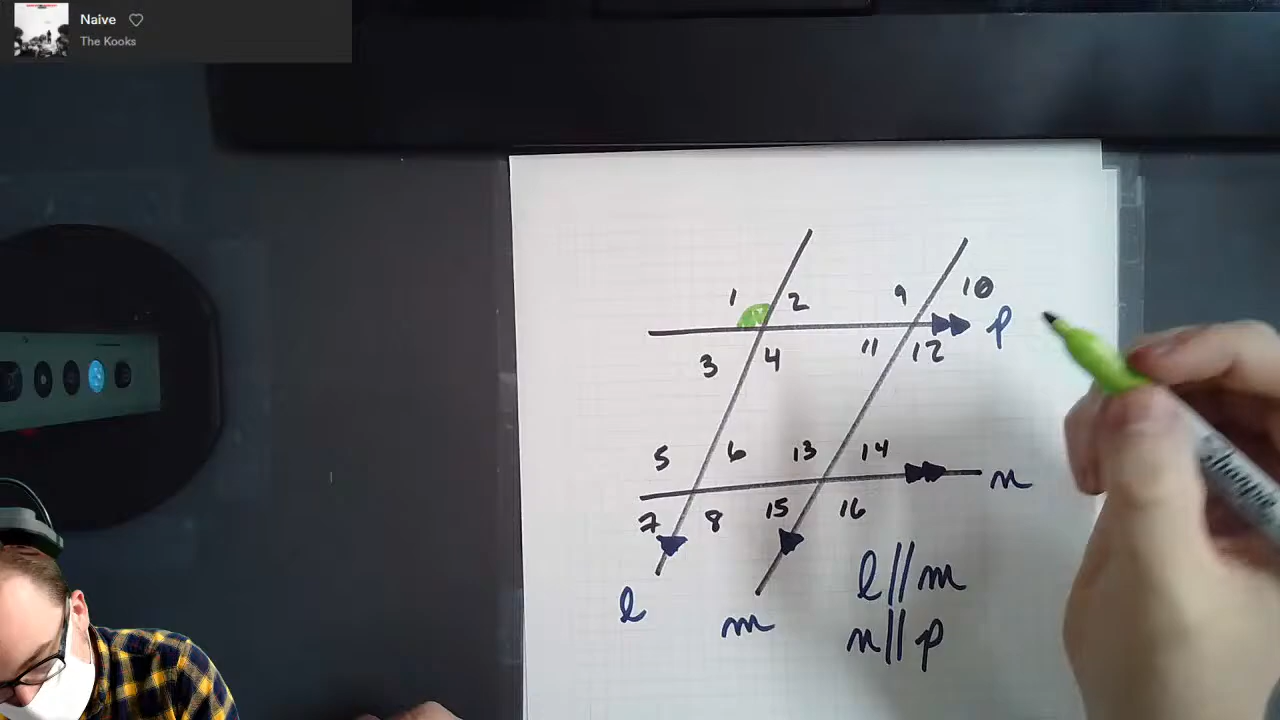 Naive
The Kooks
1 2 9 10
p
3 4 11 12
5 6 13 14
n
7 8 15 16
l m
l // m
n // p